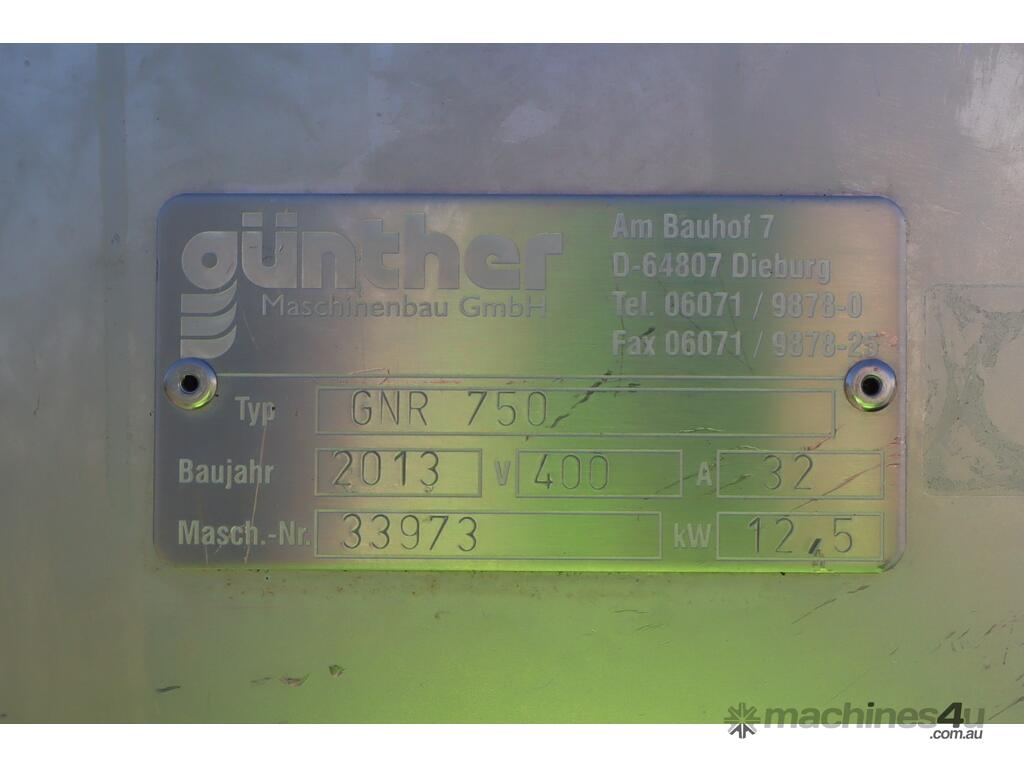 günther
Maschinenbau GmbH
Am Bauhof 7
D-64807 Dieburg
Tel. 06071 / 9878-0
Fax 06071 / 9878-25
Typ GNR 750
Baujahr 2013 V 400 A 32
Masch.-Nr. 33973 kW 12,5
machines4u
.com.au